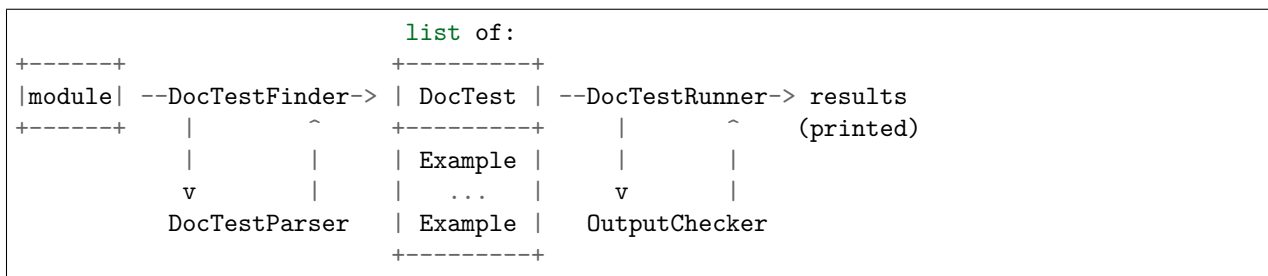 list of:
+------+                   +---------+
|module| --DocTestFinder-> | DocTest | --DocTestRunner-> results
+------+    |        ^     +---------+     |       ^    (printed)
            |        |     | Example |     |       |
            v        |     |   ...   |     v       |
           DocTestParser   | Example |   OutputChecker
                           +---------+